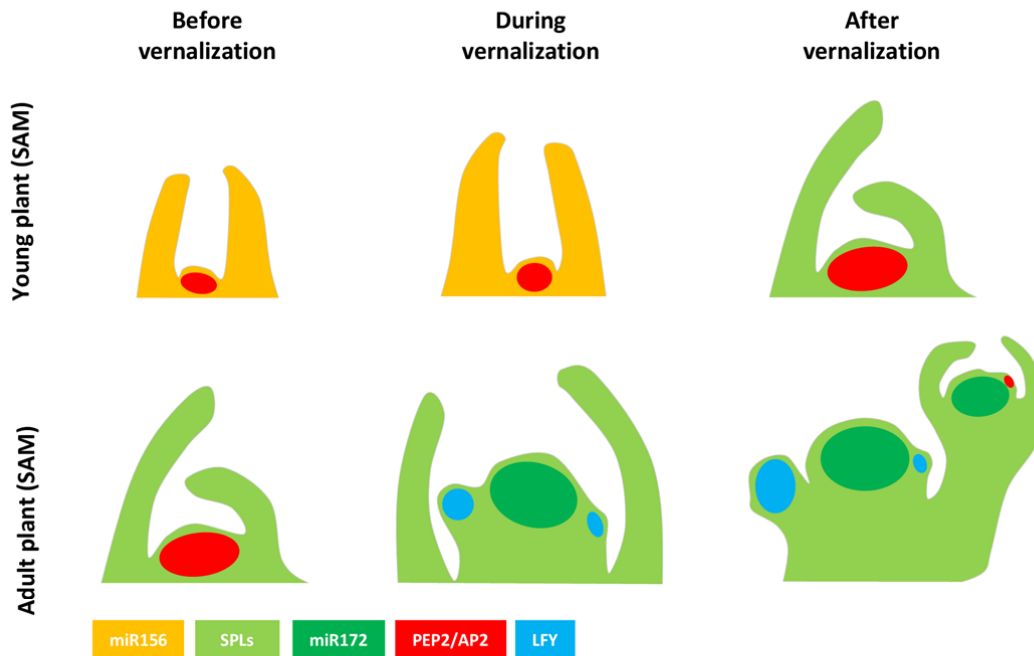 Before
vernalization
During
vernalization
After
vernalization
Young plant (SAM)
Adult plant (SAM)
miR156
SPLs
miR172
PEP2/AP2
LFY